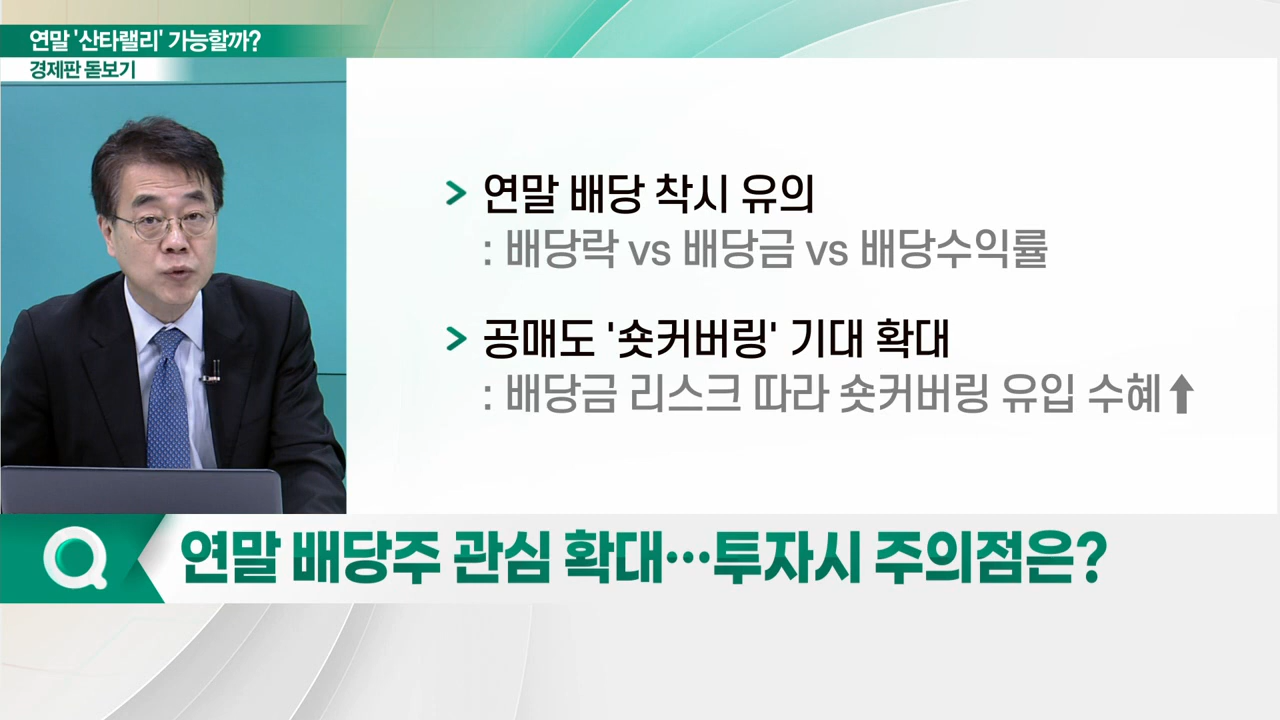 연말 '산타랠리' 가능할까?
경제판 돋보기
> 연말 배당 착시 유의
: 배당락 vs 배당금 vs 배당수익률
> 공매도 '숏커버링' 기대 확대
: 배당금 리스크 따라 숏커버링 유입 수혜↑
연말 배당주 관심 확대…투자시 주의점은?